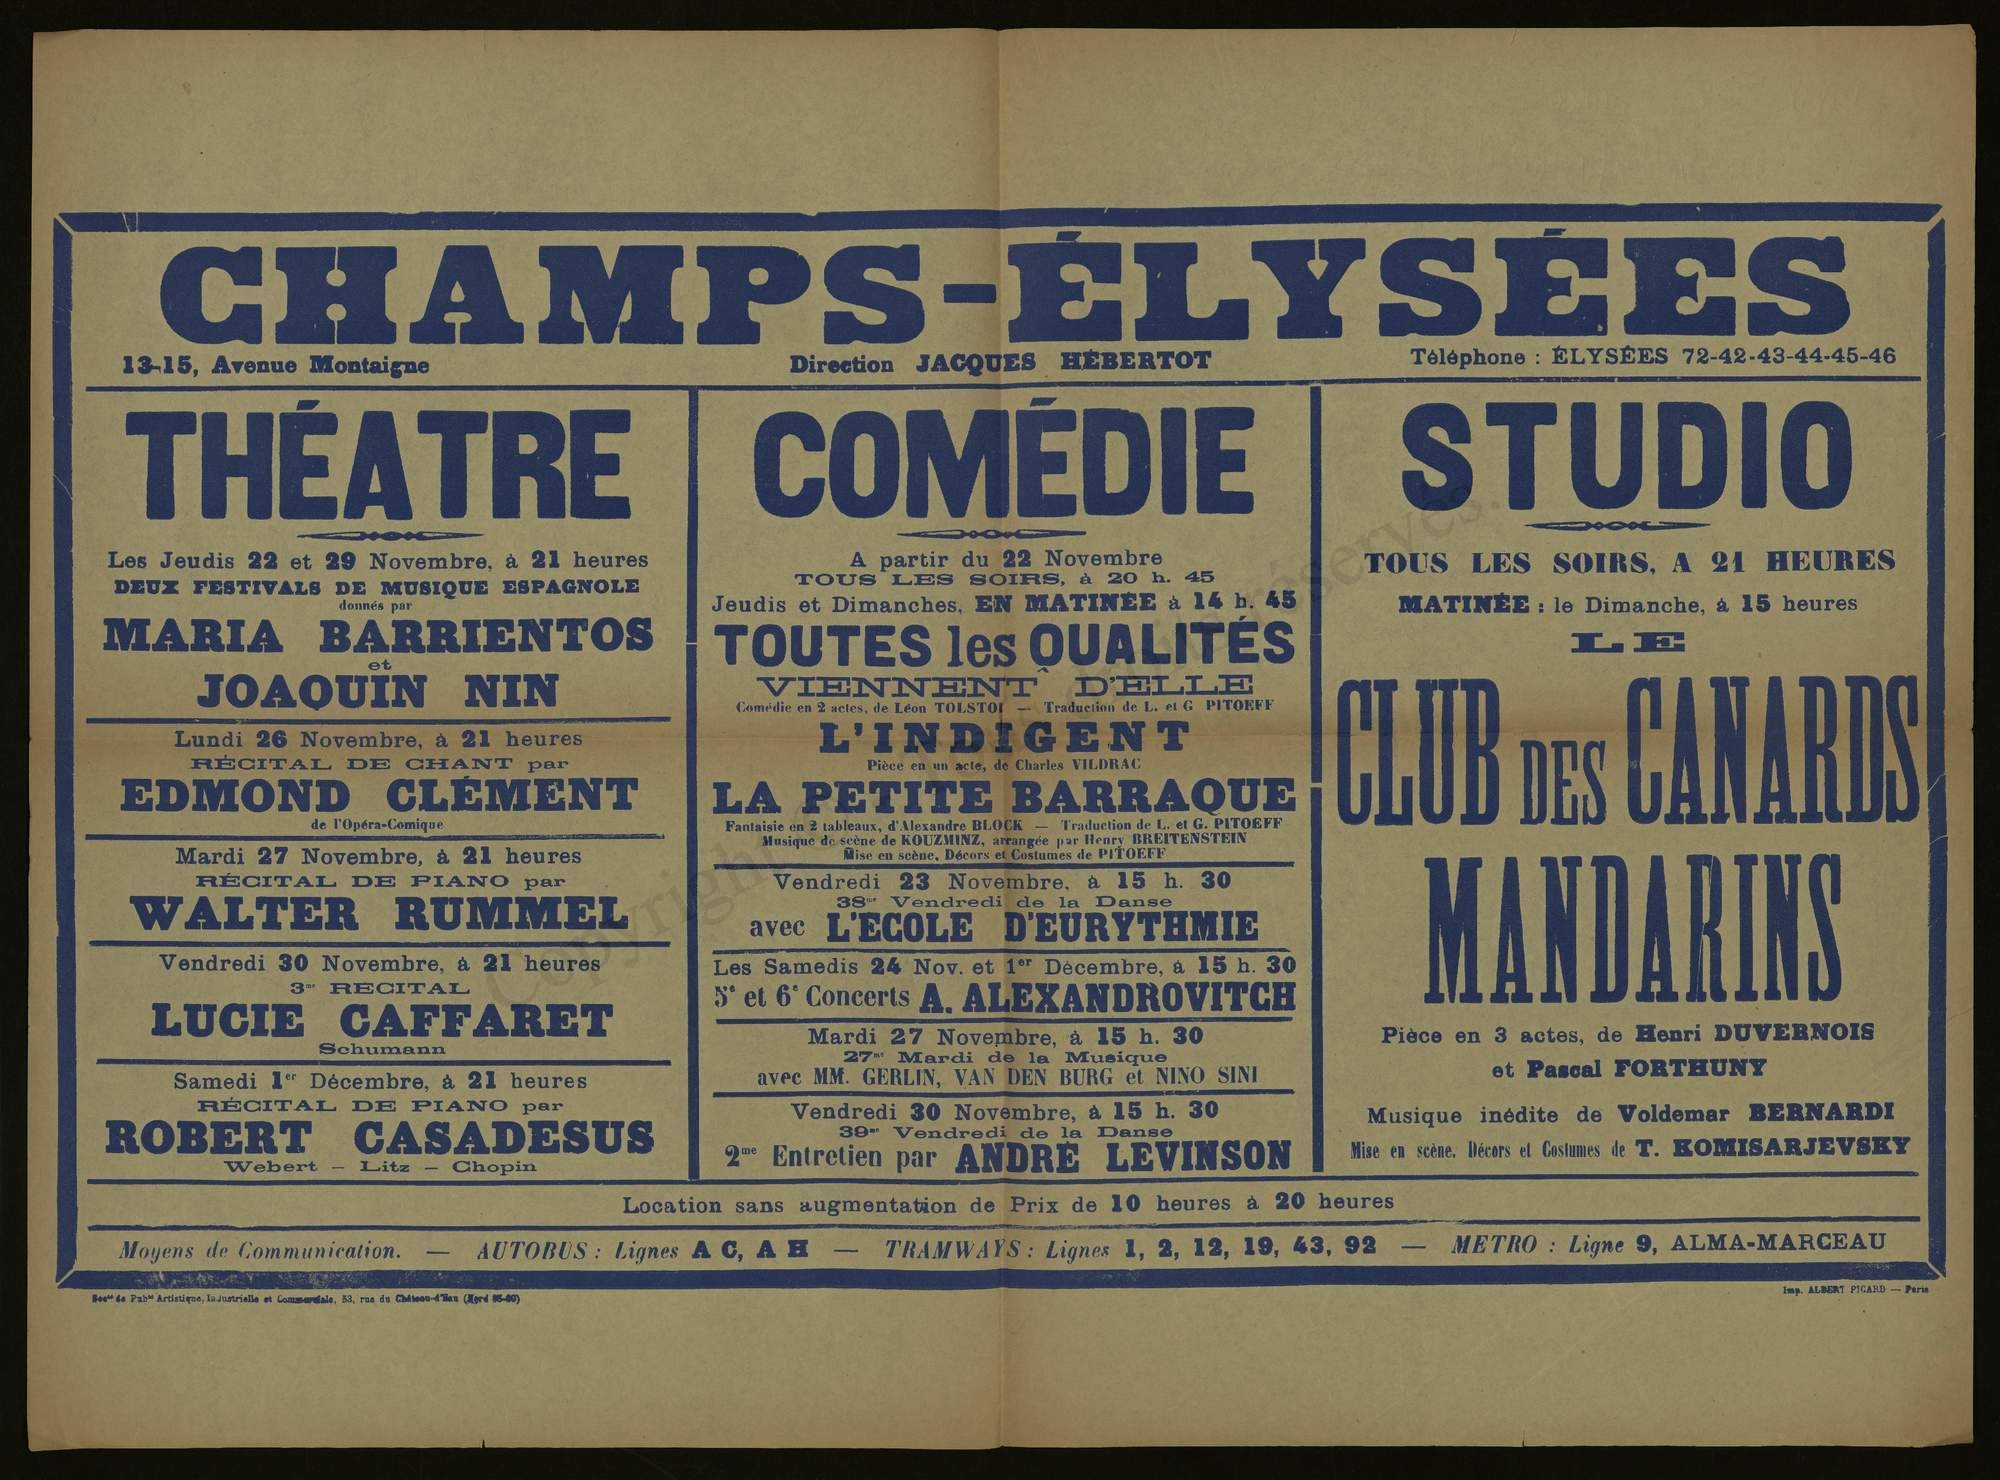 CHAMPS-ÉLYSÉES
13-15, Avenue Montaigne
Direction JACQUES HÉBERTOT
Téléphone : ÉLYSÉES 72-42-43-44-45-46
THÉATRE
Les Jeudis 22 et 29 Novembre, à 21 heures
DEUX FESTIVALS DE MUSIQUE ESPAGNOLE
donnés par
MARIA BARRIENTOS
et
JOAQUIN NIN
Lundi 26 Novembre, à 21 heures
RÉCITAL DE CHANT par
EDMOND CLÉMENT
de l'Opéra-Comique
Mardi 27 Novembre, à 21 heures
RÉCITAL DE PIANO par
WALTER RUMMEL
Vendredi 30 Novembre, à 21 heures
3me RECITAL
LUCIE CAFFARET
Schumann
Samedi 1er Décembre, à 21 heures
RÉCITAL DE PIANO par
ROBERT CASADESUS
Webert - Litz - Chopin
COMÉDIE
A partir du 22 Novembre
TOUS LES SOIRS, à 20 h. 45
Jeudis et Dimanches, EN MATINÉE à 14 h. 45
TOUTES les QUALITÉS
VIENNENT D'ELLE
Comédie en 2 actes, de Léon TOLSTOI — Traduction de L. et G PITOEFF
L'INDIGENT
Pièce en un acte, de Charles VILDRAC
LA PETITE BARRAQUE
Fantaisie en 2 tableaux, d'Alexandre BLOCK — Traduction de L. et G. PITOEFF
Musique de scène de KOUZMINZ, arrangée par Henry BREITENSTEIN
Mise en scène, Décors et Costumes de PITOEFF
Vendredi 23 Novembre, à 15 h. 30
38me Vendredi de la Danse
avec L'ÉCOLE D'EURYTHMIE
Les Samedis 24 Nov. et 1er Décembre, à 15 h. 30
5e et 6e Concerts A. ALEXANDROVITCH
Mardi 27 Novembre, à 15 h. 30
27me Mardi de la Musique
avec MM. GERLIN, VAN DEN BURG et NINO SINI
Vendredi 30 Novembre, à 15 h. 30
39me Vendredi de la Danse
2me Entretien par ANDRÉ LEVINSON
STUDIO
TOUS LES SOIRS, A 21 HEURES
MATINÉE : le Dimanche, à 15 heures
LE
CLUB DES CANARDS
MANDARINS
Pièce en 3 actes, de Henri DUVERNOIS
et Pascal FORTHUNY
Musique inédite de Voldemar BERNARDI
Mise en scène, Décors et Costumes de T. KOMISARJEVSKY
Location sans augmentation de Prix de 10 heures à 20 heures
Moyens de Communication. — AUTOBUS : Lignes A C, A H — TRAMWAYS : Lignes 1, 2, 12, 19, 43, 92 — METRO : Ligne 9, ALMA-MARCEAU
Socté de Pubté Artistique, Industrielle et Commerciale, 53, rue du Château-d'Eau
Imp. ALBERT PICARD — Paris